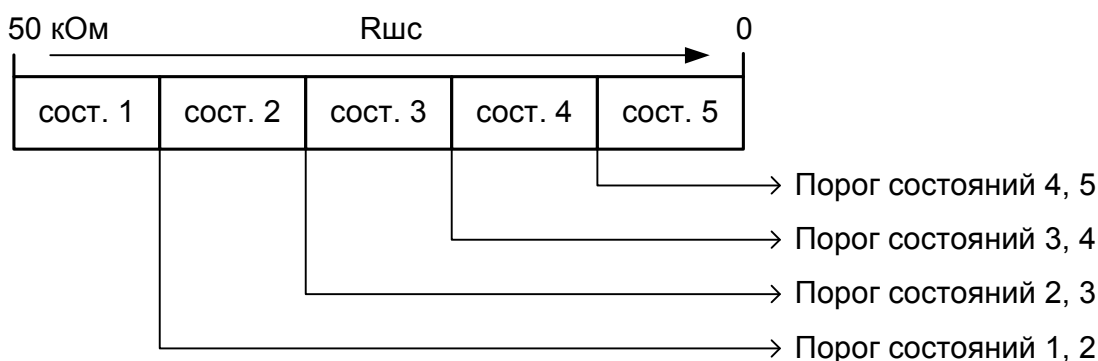 50 кОм Rшс 0
сост. 1 сост. 2 сост. 3 сост. 4 сост. 5
Порог состояний 4, 5
Порог состояний 3, 4
Порог состояний 2, 3
Порог состояний 1, 2